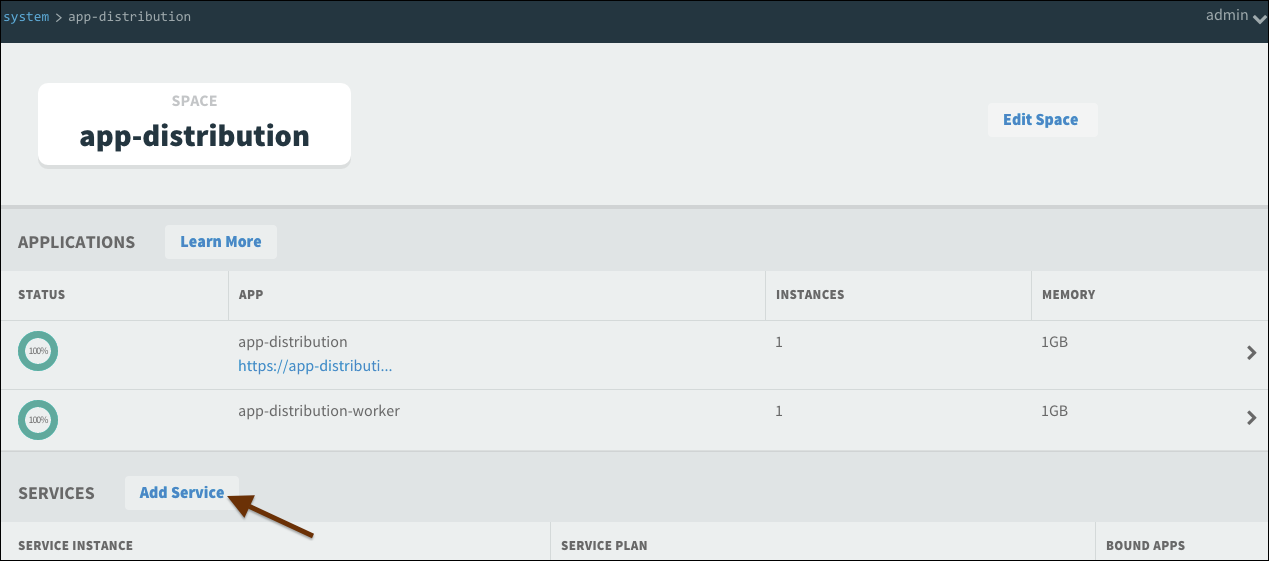 system > app-distribution
admin
SPACE
app-distribution
Edit Space
APPLICATIONS Learn More
STATUS APP INSTANCES MEMORY
100% app-distribution 1 1GB
https://app-distributi...
100% app-distribution-worker 1 1GB
SERVICES Add Service
SERVICE INSTANCE SERVICE PLAN BOUND APPS